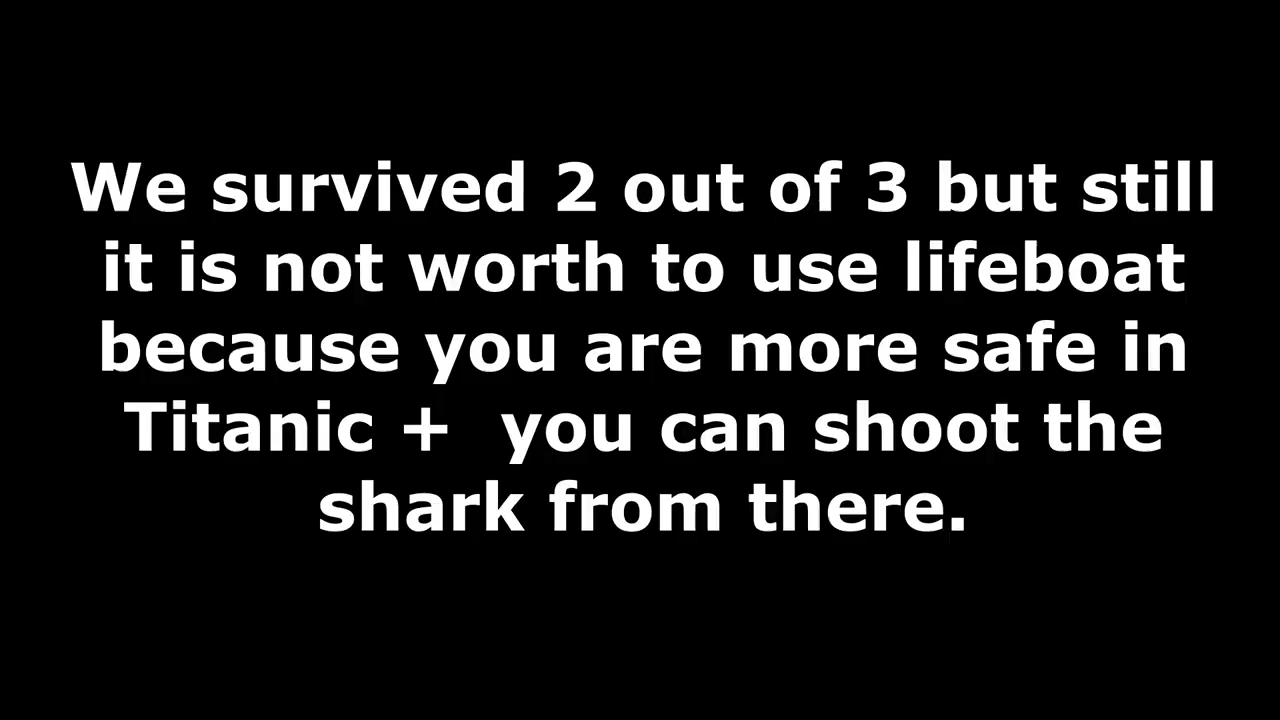 We survived 2 out of 3 but still
it is not worth to use lifeboat
because you are more safe in
Titanic +  you can shoot the
shark from there.